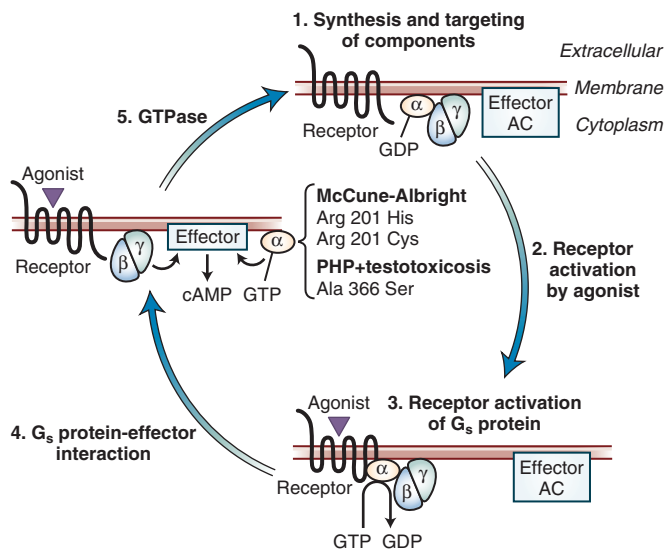 1. Synthesis and targeting
of components
Extracellular
Membrane
Cytoplasm
Receptor
α
β
γ
GDP
Effector
AC
5. GTPase
Agonist
Receptor
β
γ
Effector
α
cAMP
GTP
McCune-Albright
Arg 201 His
Arg 201 Cys
PHP+testotoxicosis
Ala 366 Ser
2. Receptor
activation
by agonist
4. Gs protein-effector
interaction
Agonist
3. Receptor activation
of Gs protein
Receptor
α
β
γ
Effector
AC
GTP
GDP